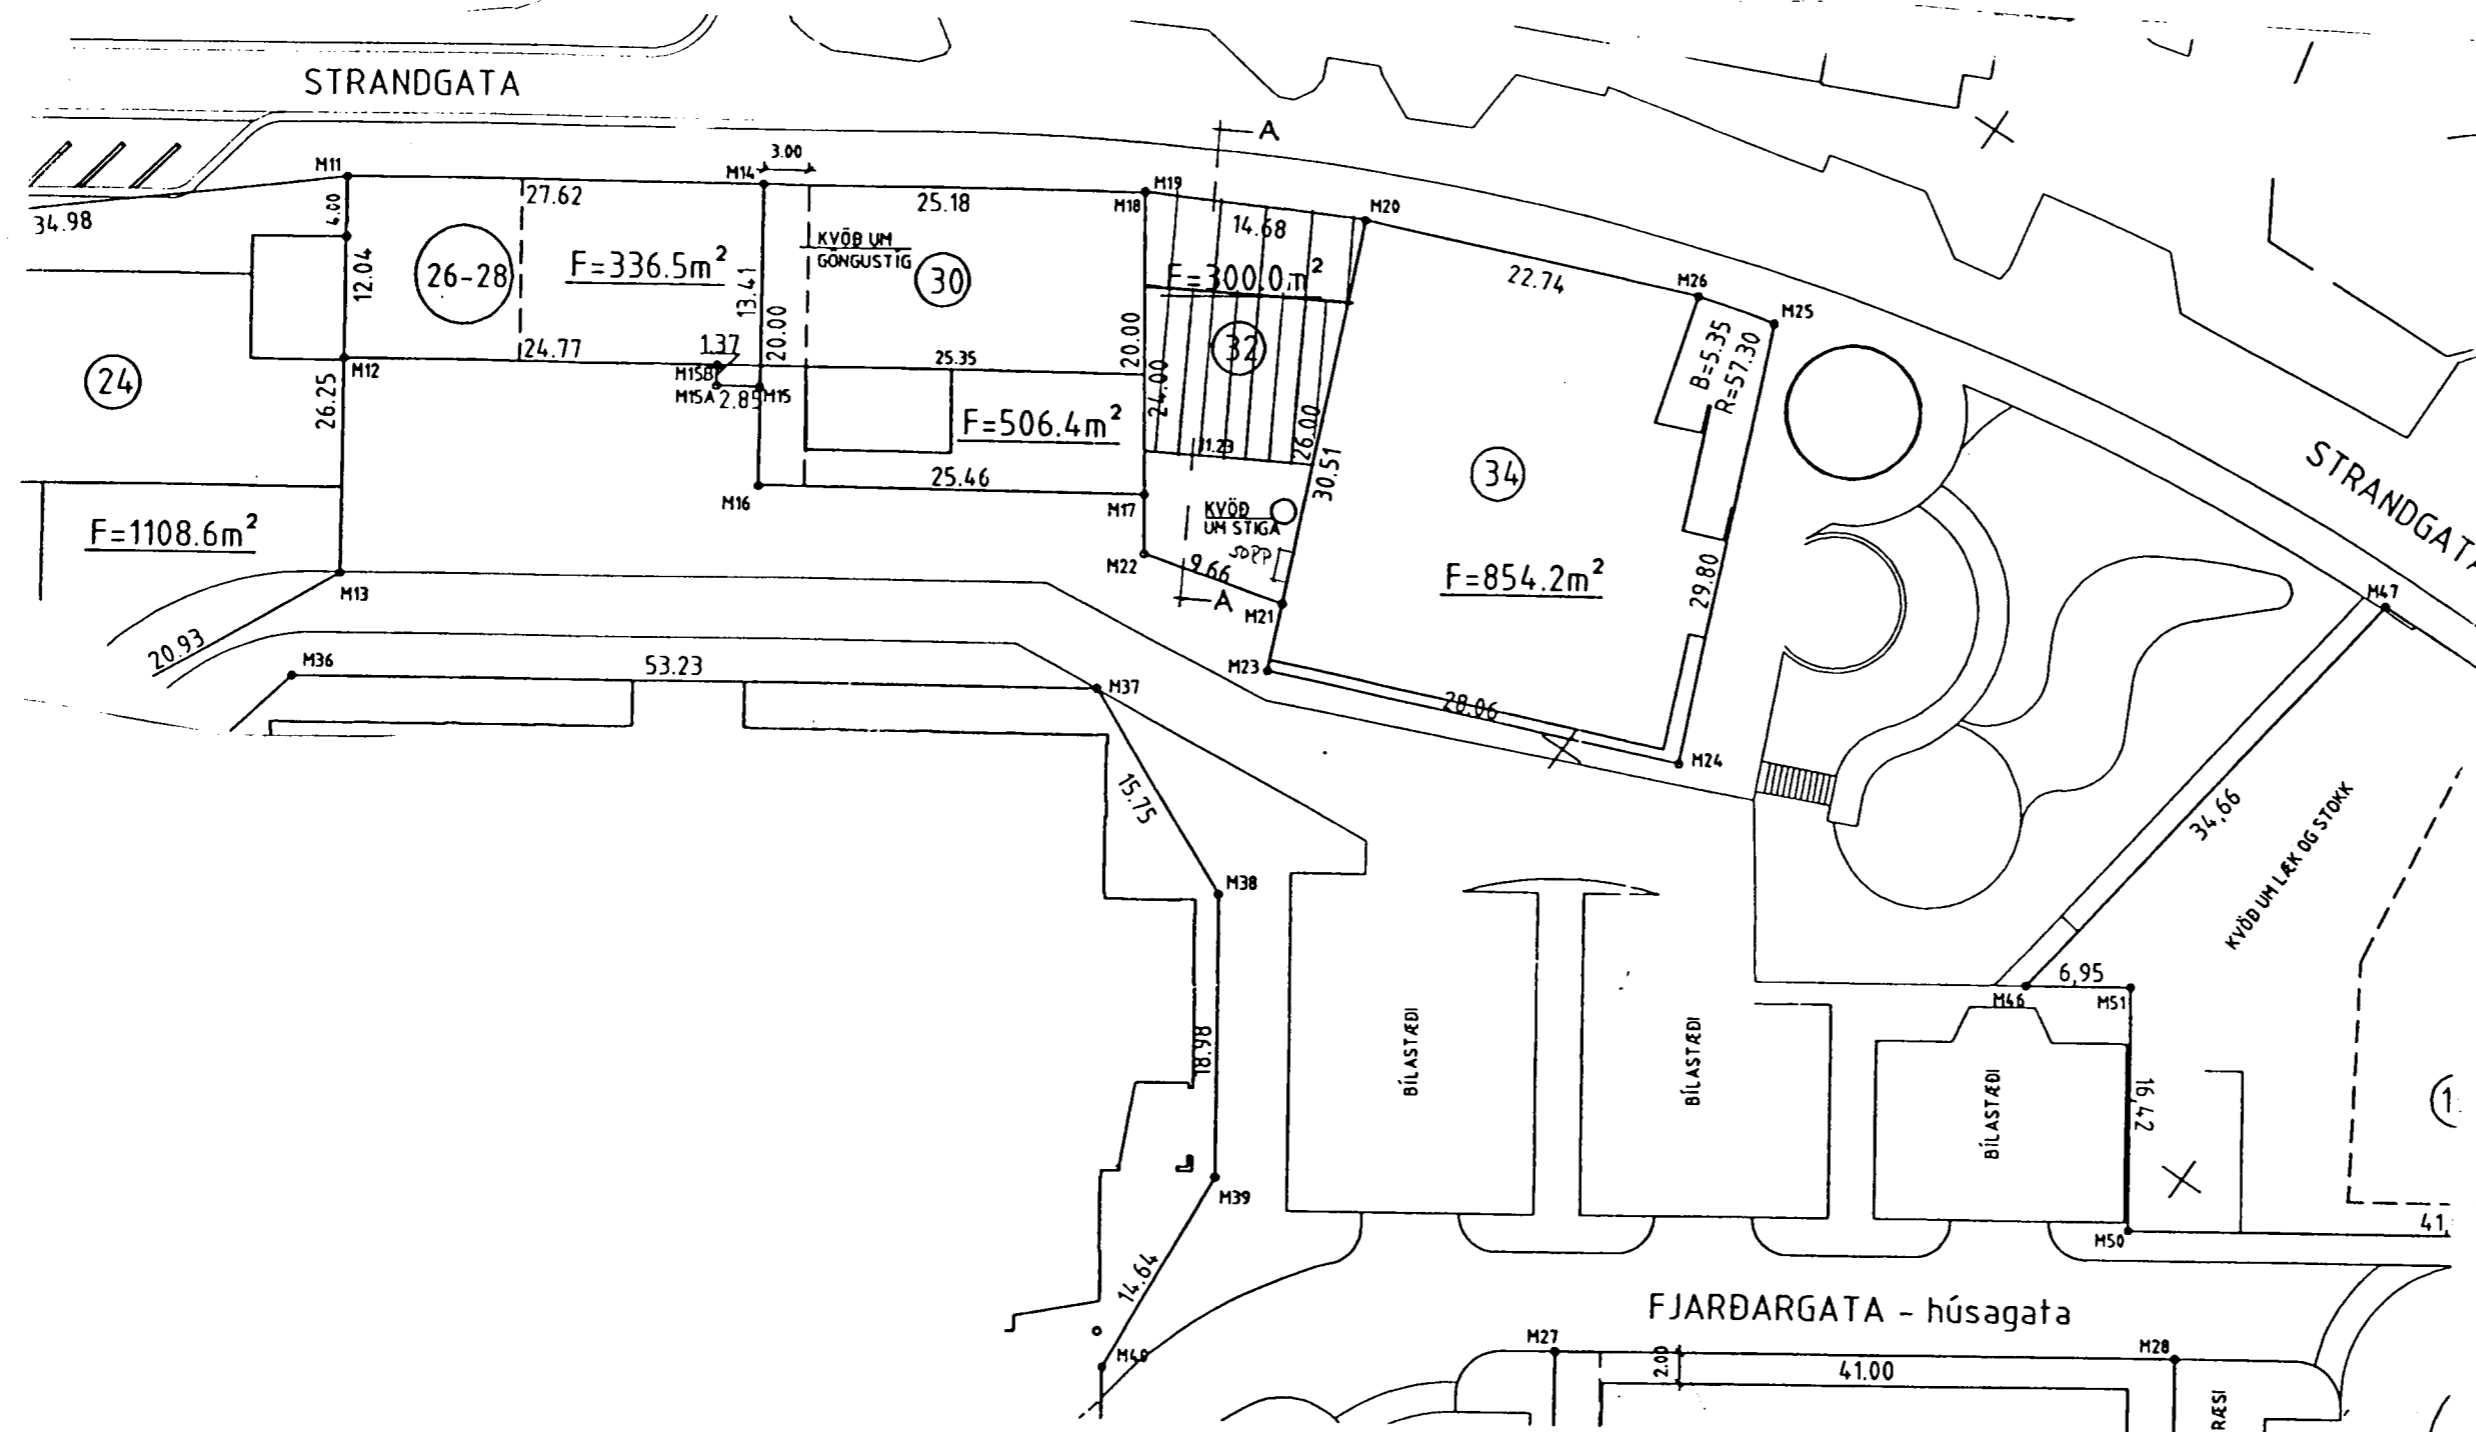 STRANDGATA
A
3.00
M11
M14
M19
M18
M20
27.62
25.18
14.68
34.98
4.00
KVÖÐ UM
GÖNGUSTÍG
F=336.5m²
30
F=300.0m²
22.74
M26
M25
26-28
12.04
13.41
20.00
20.00
32
B=5.35
R=57.30
24.77
1.37
25.35
M12
M15B
M15A
2.85
M15
24
26.25
24.00
F=506.4m²
11.23
26.00
30.51
34
STRANDGATA
M16
25.46
M17
KVÖÐ
UM STIGA
sopp
F=1108.6m²
M22
9.66
A
M21
F=854.2m²
29.80
M47
M13
20.93
M36
53.23
M37
M23
28.06
M24
15.75
34,66
KVÖÐ UM LÆK OG STOKK
M38
6,95
M46
M51
18.98
BÍLASTÆÐI
BÍLASTÆÐI
BÍLASTÆÐI
16,42
1
M39
M50
41,
14.64
FJARÐARGATA - húsagata
M40
M27
2.00
41.00
M28
RÆSI